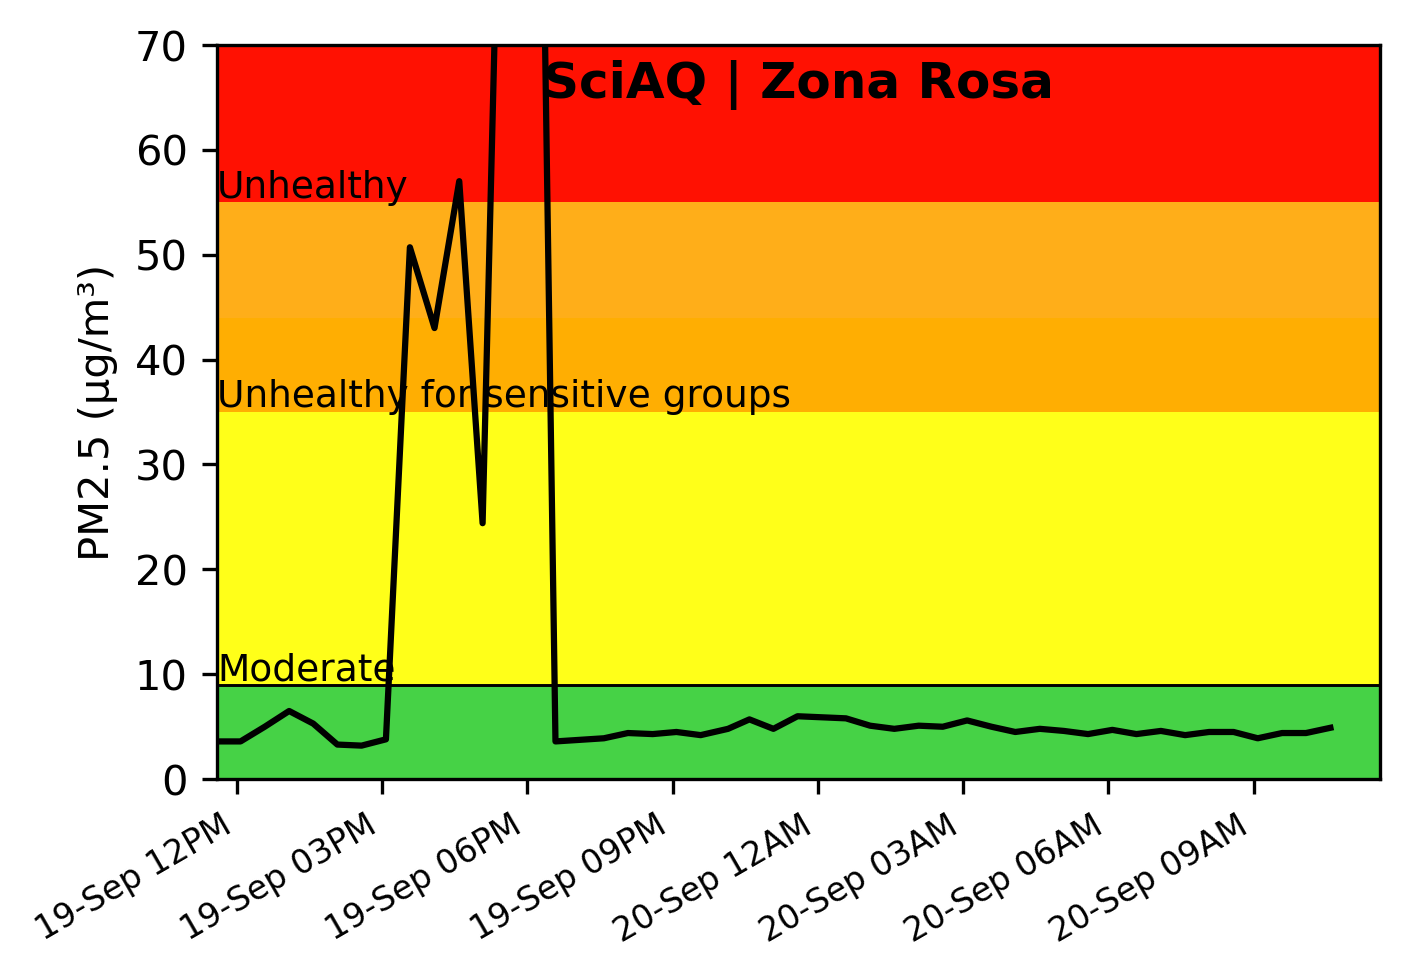 SciAQ | Zona Rosa
PM2.5 (µg/m³)
70
60
Unhealthy
50
40
Unhealthy for sensitive groups
30
20
Moderate
10
0
19-Sep 12PM
19-Sep 03PM
19-Sep 06PM
19-Sep 09PM
20-Sep 12AM
20-Sep 03AM
20-Sep 06AM
20-Sep 09AM